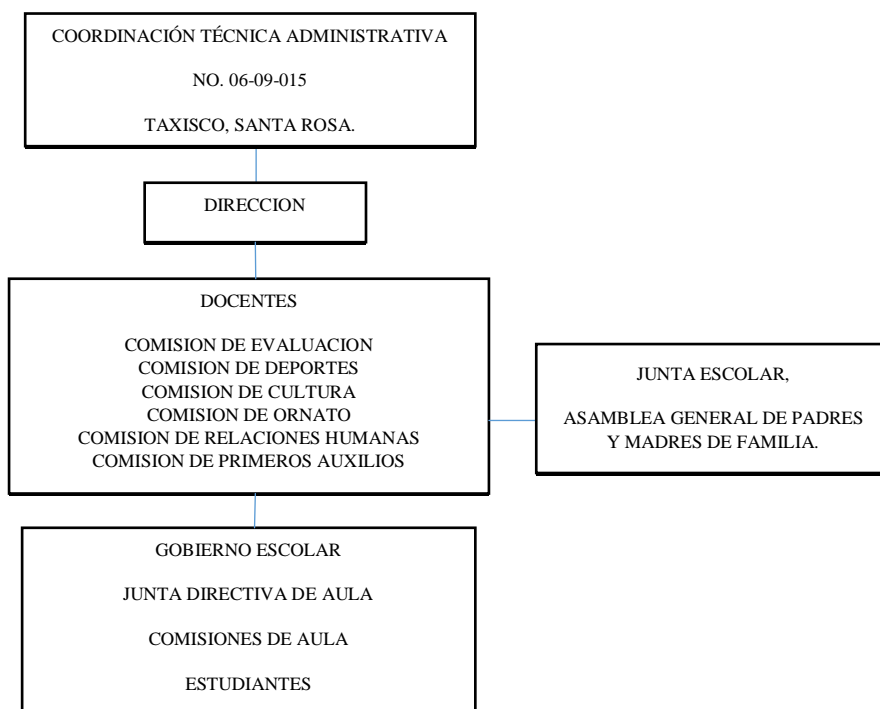 COORDINACIÓN TÉCNICA ADMINISTRATIVA
NO. 06-09-015
TAXISCO, SANTA ROSA.
DIRECCION
DOCENTES
COMISION DE EVALUACION
COMISION DE DEPORTES
COMISION DE CULTURA
COMISION DE ORNATO
COMISION DE RELACIONES HUMANAS
COMISION DE PRIMEROS AUXILIOS
JUNTA ESCOLAR,
ASAMBLEA GENERAL DE PADRES
Y MADRES DE FAMILIA.
GOBIERNO ESCOLAR
JUNTA DIRECTIVA DE AULA
COMISIONES DE AULA
ESTUDIANTES